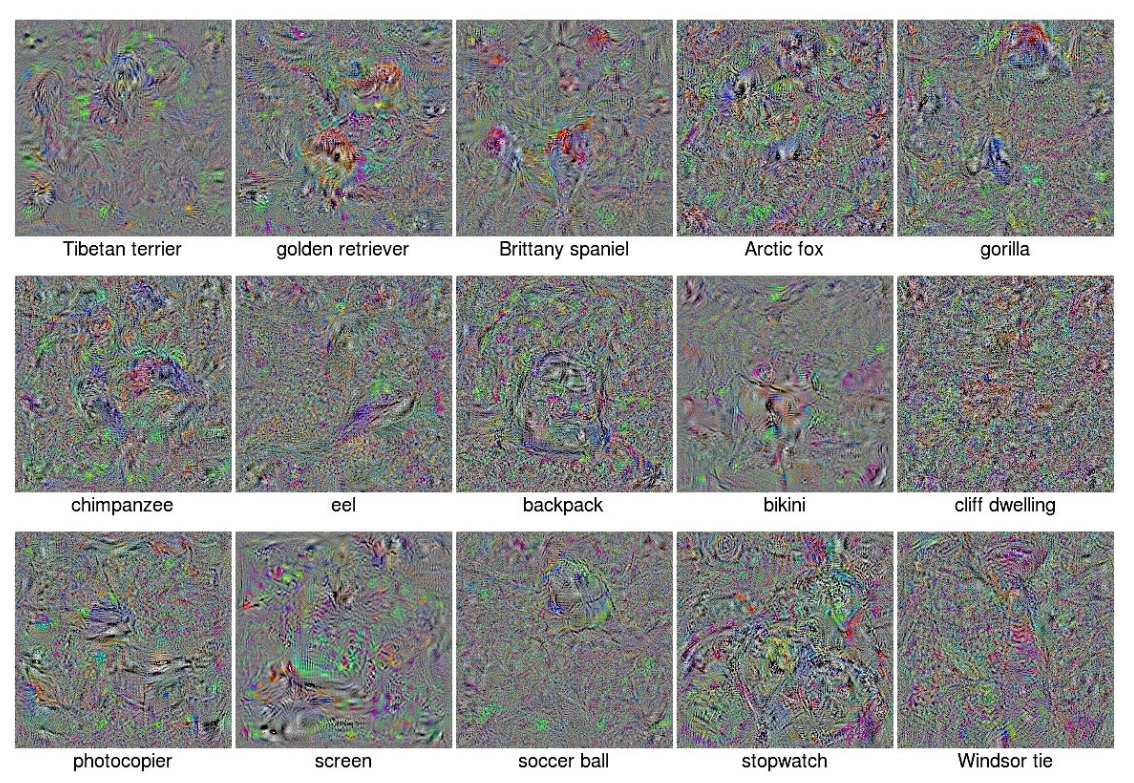 Tibetan terrier golden retriever Brittany spaniel Arctic fox gorilla
chimpanzee eel backpack bikini cliff dwelling
photocopier screen soccer ball stopwatch Windsor tie